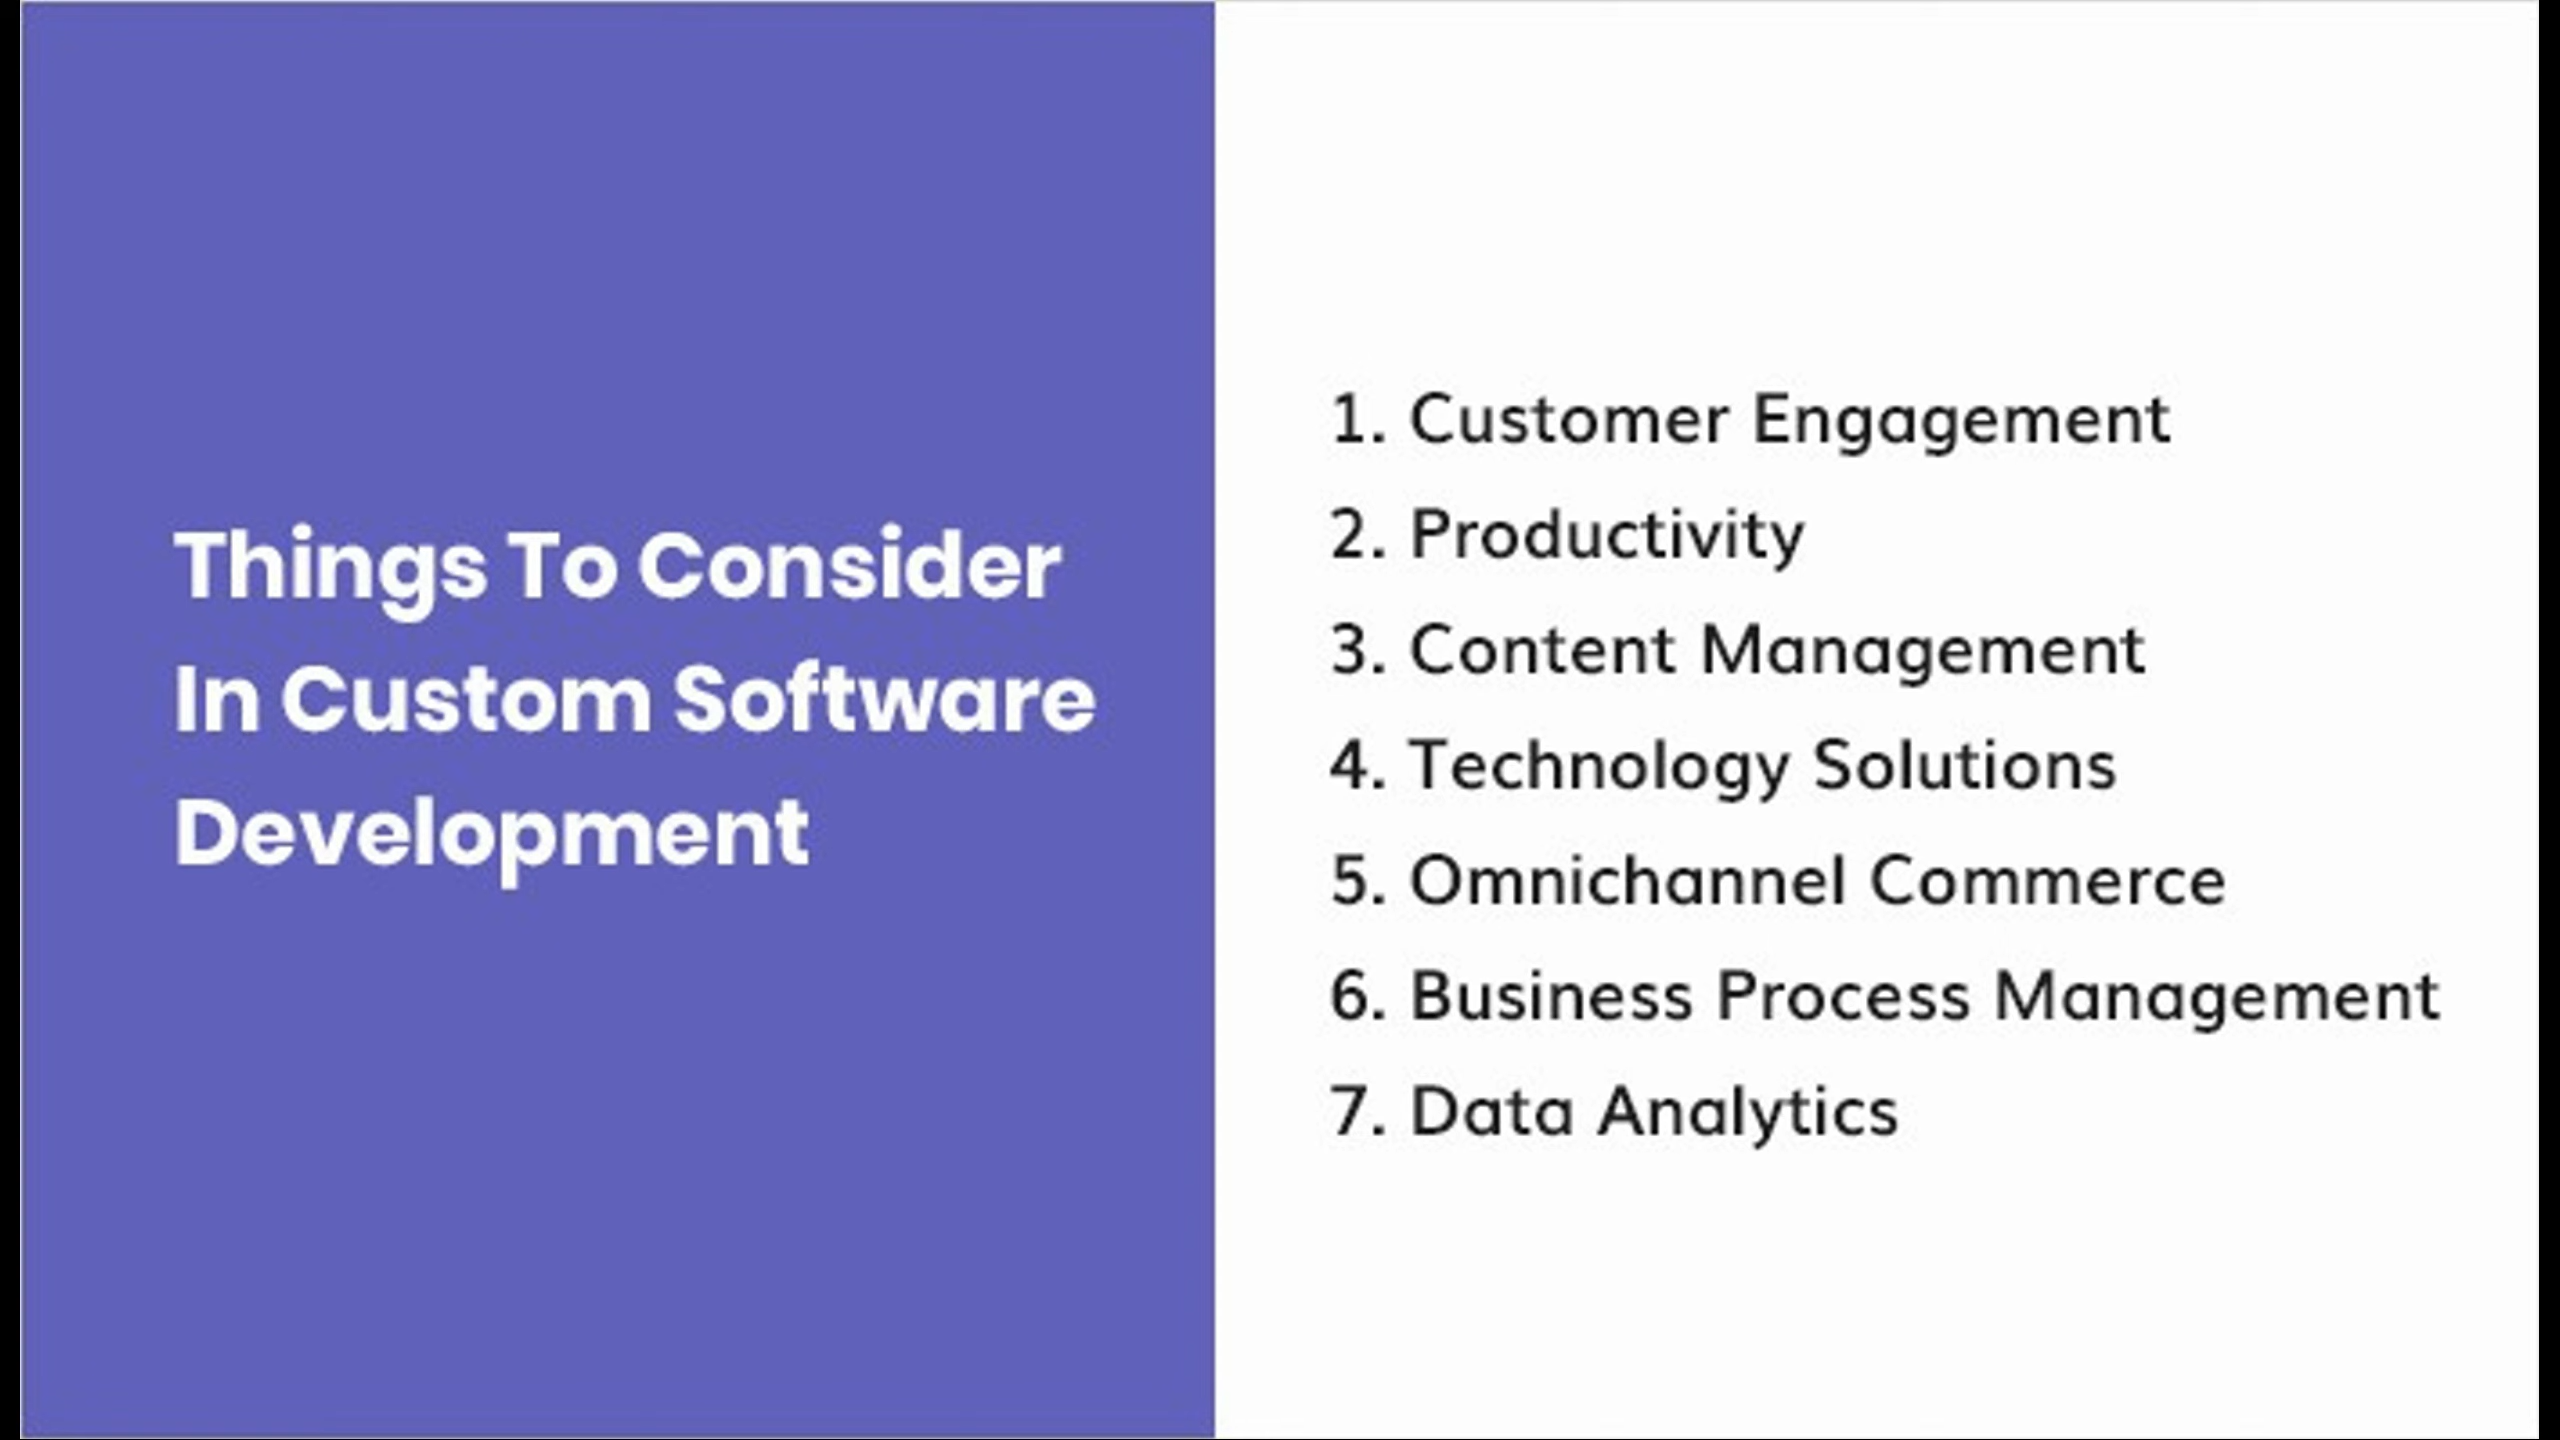 Things To Consider
In Custom Software
Development
1. Customer Engagement
2. Productivity
3. Content Management
4. Technology Solutions
5. Omnichannel Commerce
6. Business Process Management
7. Data Analytics